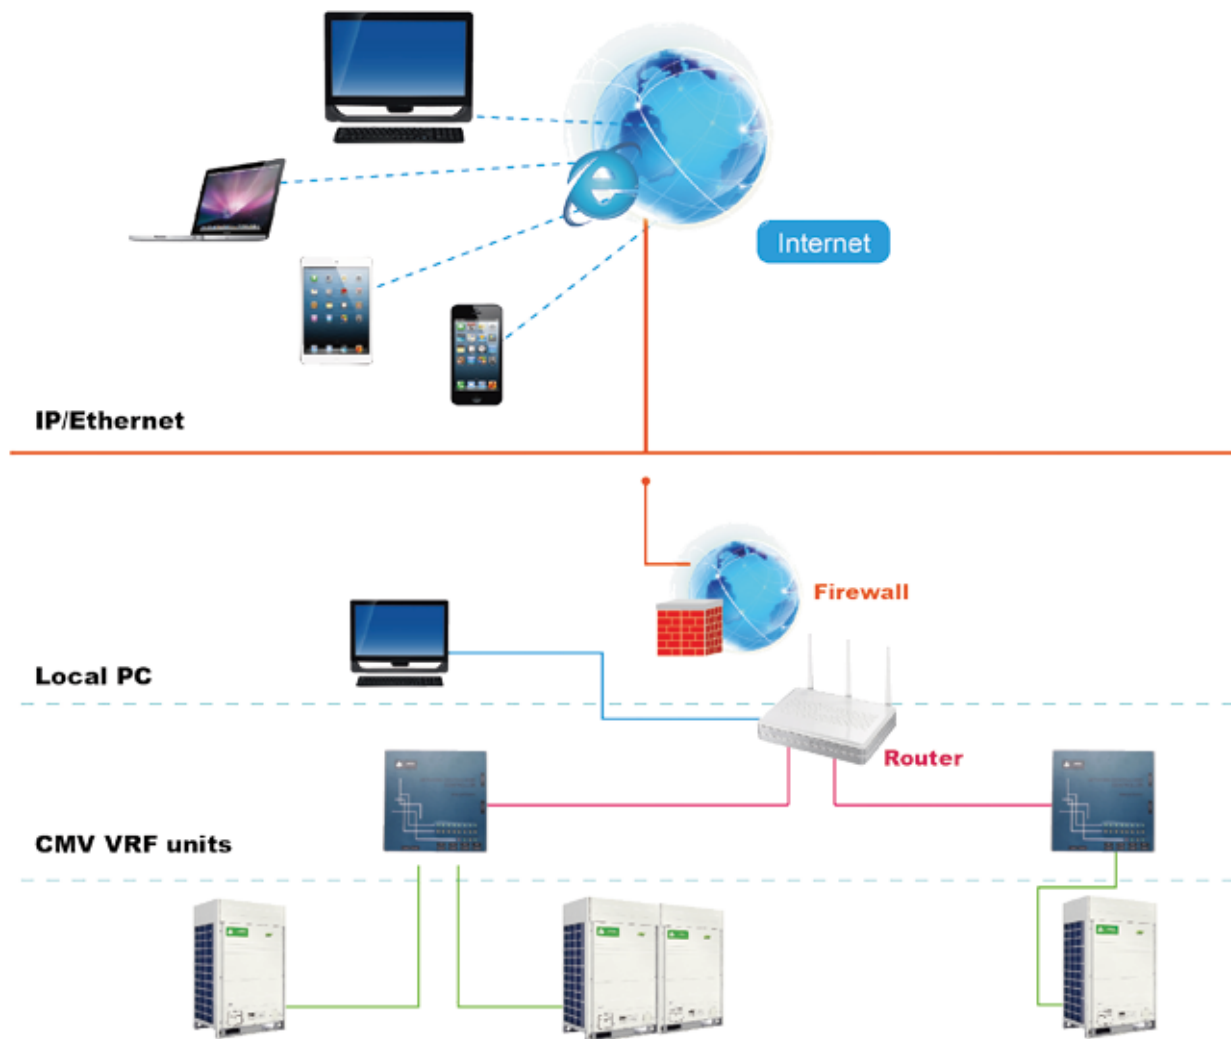 Internet
IP/Ethernet
Firewall
Local PC
Router
CMV VRF units